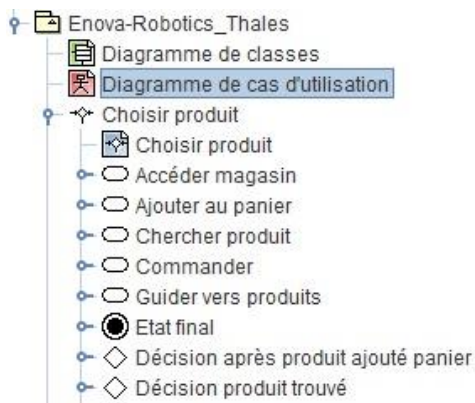 Enova-Robotics_Thales
Diagramme de classes
Diagramme de cas d'utilisation
Choisir produit
Choisir produit
Accéder magasin
Ajouter au panier
Chercher produit
Commander
Guider vers produits
Etat final
Décision après produit ajouté panier
Décision produit trouvé